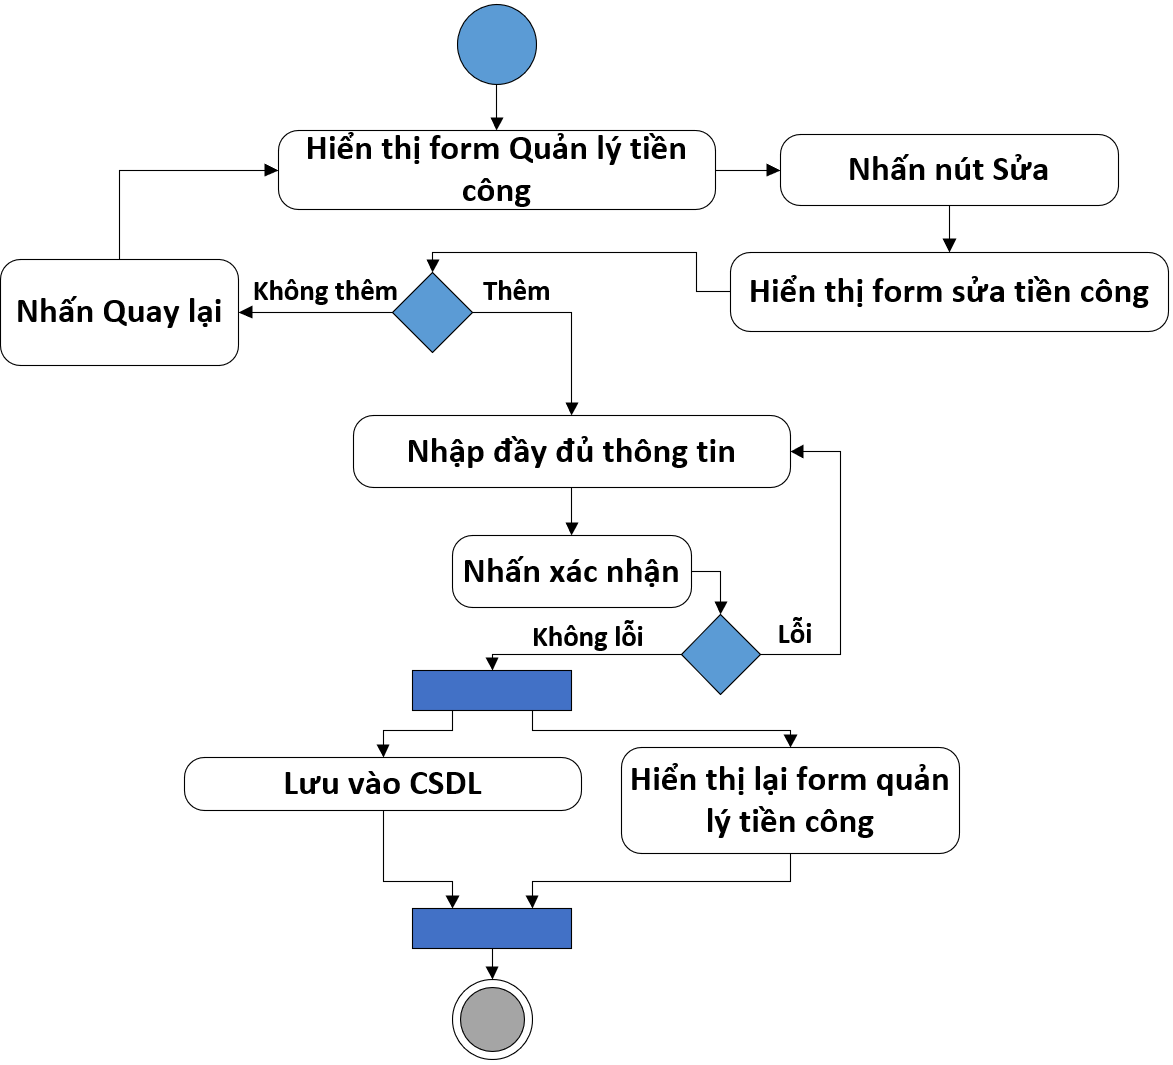 Hiển thị form Quản lý tiền
công
Nhấn nút Sửa
Hiển thị form sửa tiền công
Nhấn Quay lại
Không thêm
Thêm
Nhập đầy đủ thông tin
Nhấn xác nhận
Không lỗi
Lỗi
Lưu vào CSDL
Hiển thị lại form quản
lý tiền công